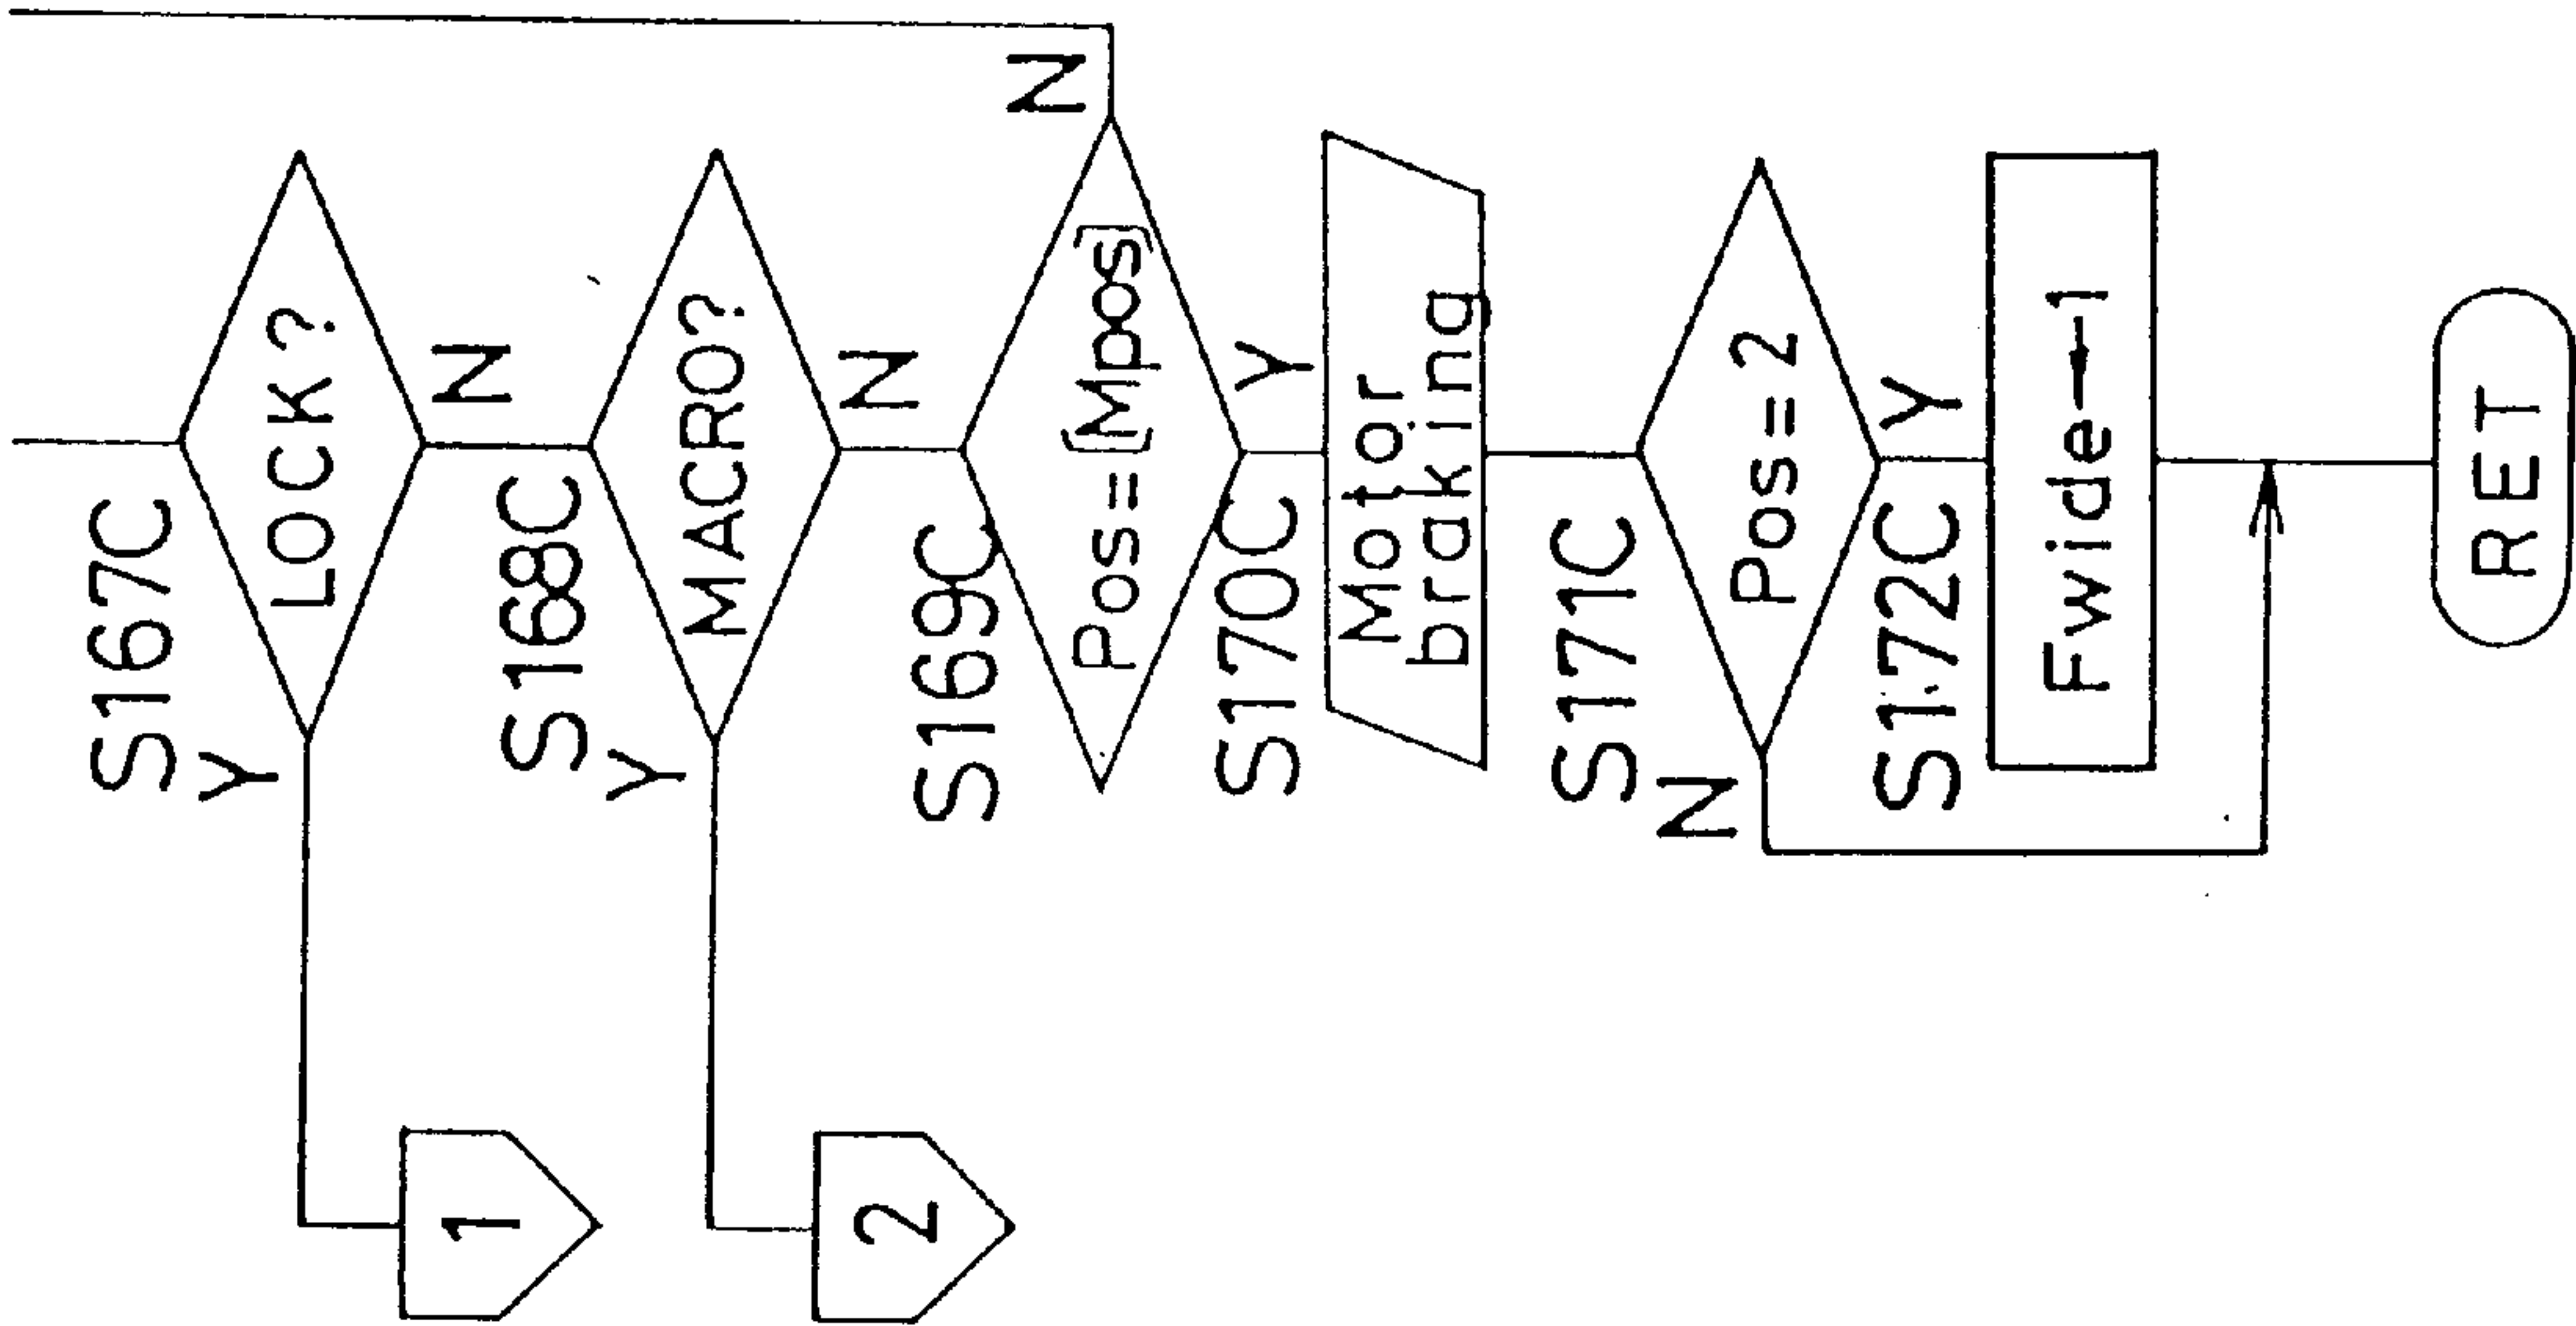 S167C
LOCK?
Y
N
1
S168C
MACRO?
Y
N
2
S169C
Pos=[Mpos]
N
Y
S170C
Motor
braking
S171C
Pos=2
N
Y
S172C
Fwide←1
RET